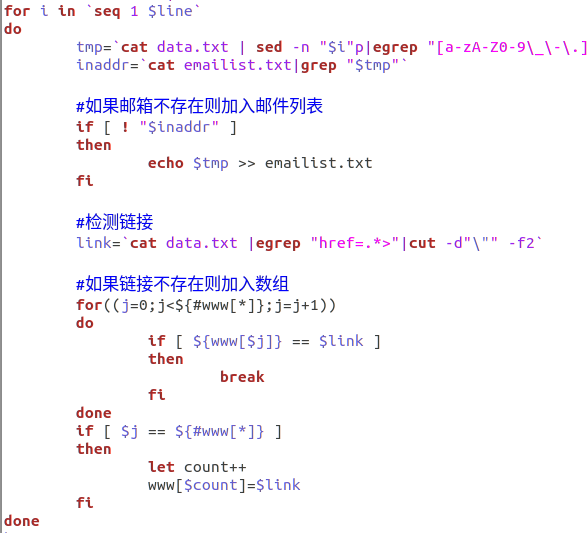 for i in `seq 1 $line`
do
        tmp=`cat data.txt | sed -n "$i"p|egrep "[a-zA-Z0-9\_\-\.]
        inaddr=`cat emailist.txt|grep "$tmp"`

        #如果邮箱不存在则加入邮件列表
        if [ ! "$inaddr" ]
        then
                echo $tmp >> emailist.txt
        fi

        #检测链接
        link=`cat data.txt |egrep "href=.*>"|cut -d"\"" -f2`

        #如果链接不存在则加入数组
        for((j=0;j<${#www[*]};j=j+1))
        do
                if [ ${www[$j]} == $link ]
                then
                        break
                fi
        done
        if [ $j == ${#www[*]} ]
        then
                let count++
                www[$count]=$link
        fi
done